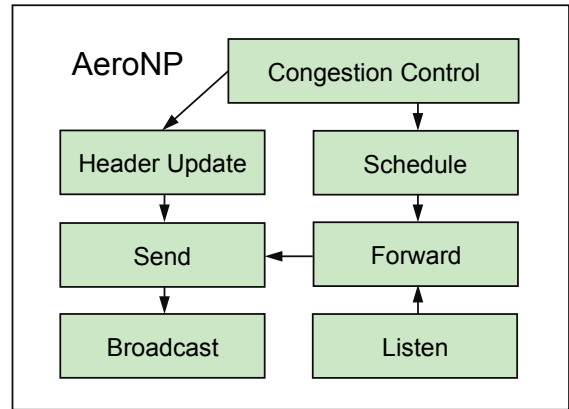 AeroNP
Congestion Control
Header Update
Schedule
Send
Forward
Broadcast
Listen